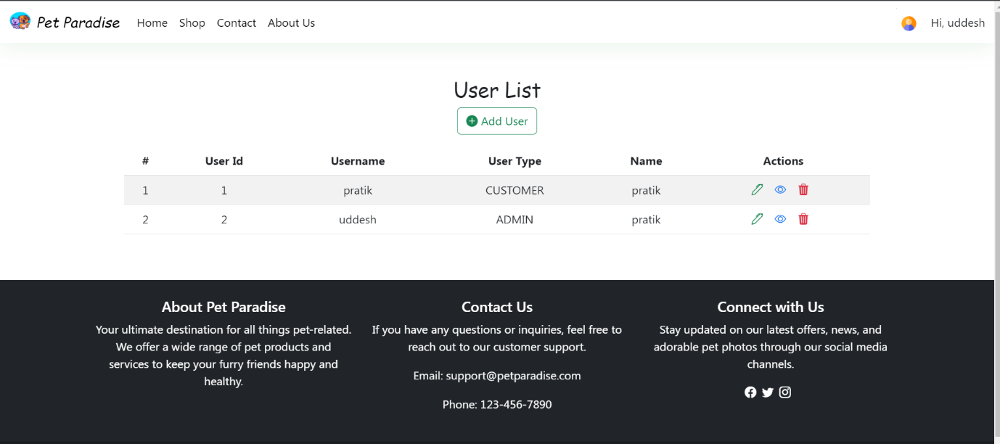 Pet Paradise Home Shop Contact About Us Hi, uddesh
User List
Add User
# User Id Username User Type Name Actions
1 1 pratik CUSTOMER pratik
2 2 uddesh ADMIN pratik
About Pet Paradise
Your ultimate destination for all things pet-related.
We offer a wide range of pet products and
services to keep your furry friends happy and
healthy.
Contact Us
If you have any questions or inquiries, feel free to
reach out to our customer support.
Email: support@petparadise.com
Phone: 123-456-7890
Connect with Us
Stay updated on our latest offers, news, and
adorable pet photos through our social media
channels.